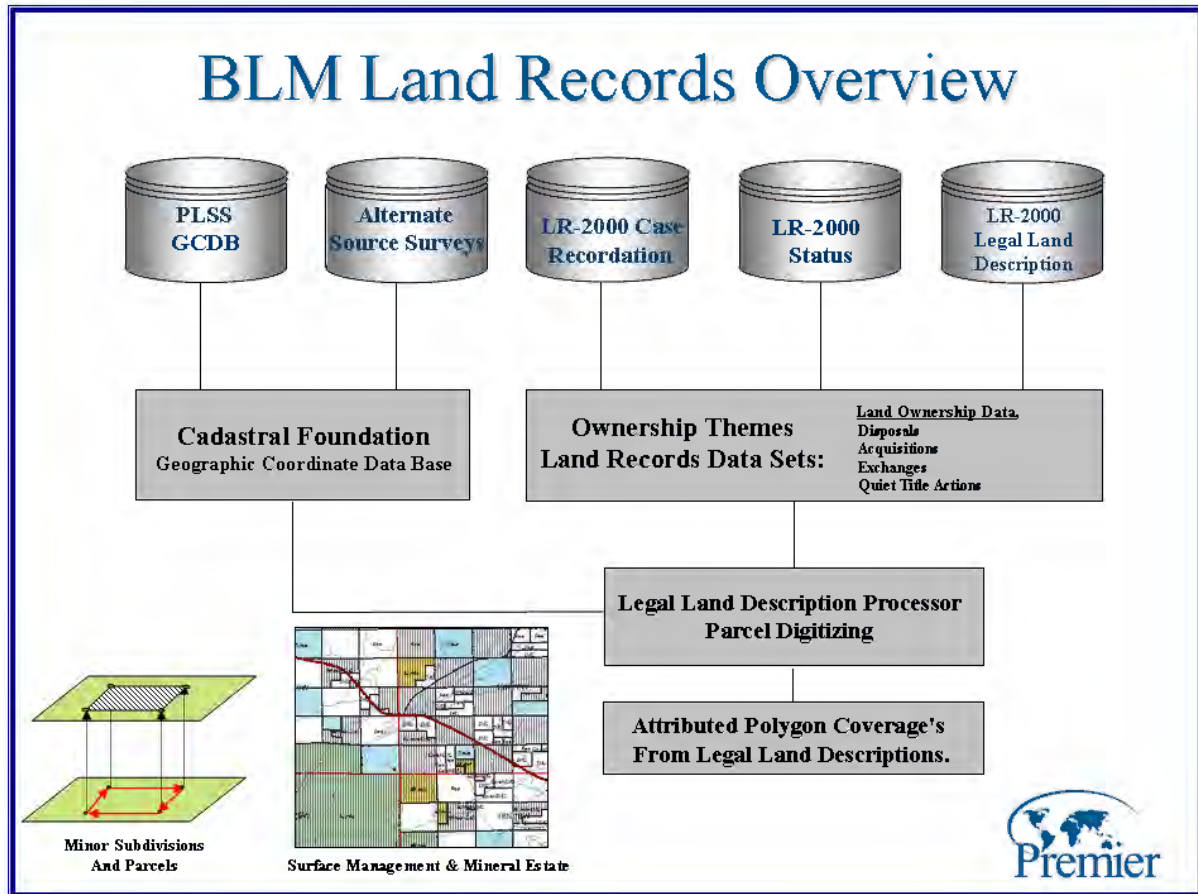 BLM Land Records Overview
PLSS
GCDB
Alternate
Source Surveys
LR-2000 Case
Recordation
LR-2000
Status
LR-2000
Legal Land
Description
Cadastral Foundation
Geographic Coordinate Data Base
Ownership Themes
Land Records Data Sets:
Land Ownership Data,
Disposals
Acquisitions
Exchanges
Quiet Title Actions
Legal Land Description Processor
Parcel Digitizing
Attributed Polygon Coverage's
From Legal Land Descriptions.
Minor Subdivisions
And Parcels
Surface Management & Mineral Estate
Premier